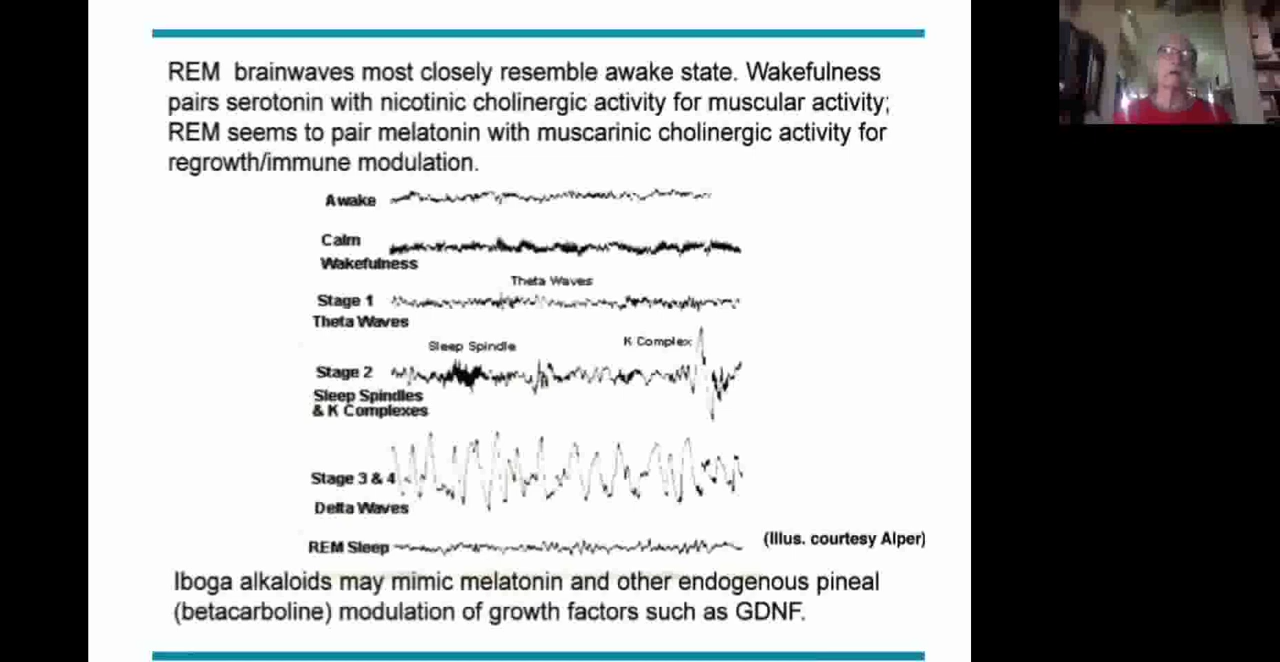 REM brainwaves most closely resemble awake state. Wakefulness
pairs serotonin with nicotinic cholinergic activity for muscular activity;
REM seems to pair melatonin with muscarinic cholinergic activity for
regrowth/immune modulation.
Awake
Calm
Wakefulness
Theta Waves
Stage 1
Theta Waves
Sleep Spindle
K Complex
Stage 2
Sleep Spindles
& K Complexes
Stage 3 & 4
Delta Waves
REM Sleep
(Illus. courtesy Alper)
Iboga alkaloids may mimic melatonin and other endogenous pineal
(betacarboline) modulation of growth factors such as GDNF.